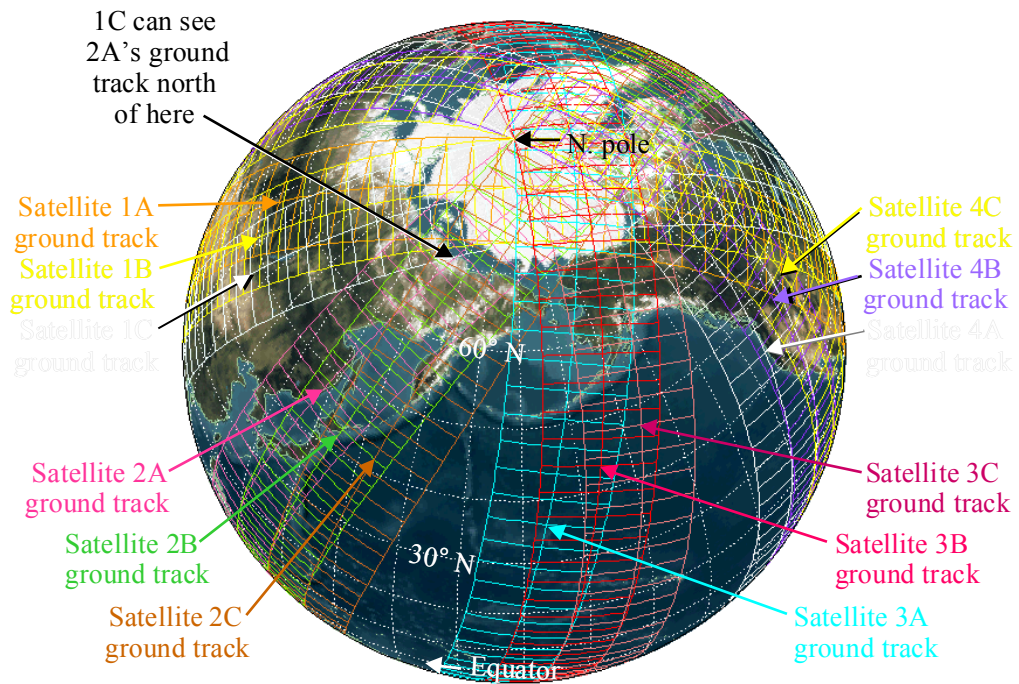 1C can see
2A’s ground
track north
of here
N. pole
Satellite 1A
ground track
Satellite 1B
ground track
Satellite 1C
ground track
Satellite 4C
ground track
Satellite 4B
ground track
Satellite 4A
ground track
60° N
Satellite 2A
ground track
Satellite 2B
ground track
Satellite 2C
ground track
30° N
Satellite 3C
ground track
Satellite 3B
ground track
Satellite 3A
ground track
Equator